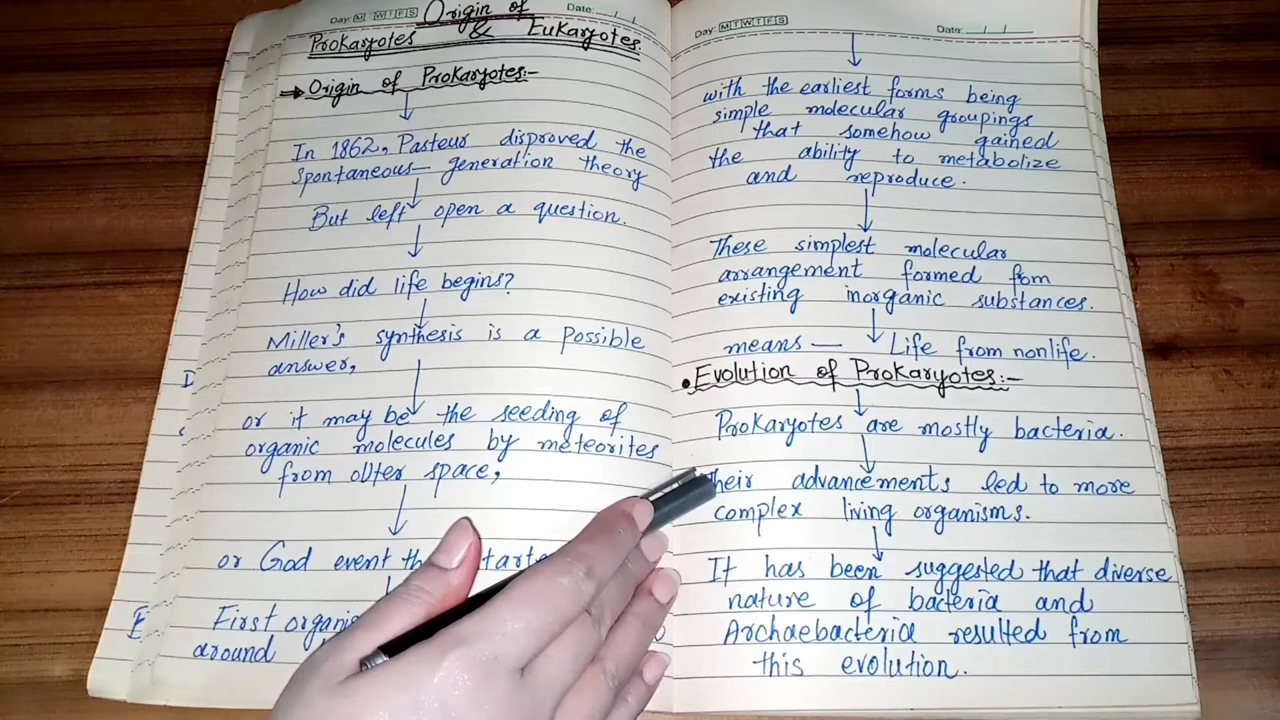 Day: M T W T F S
Date: / /
Origin of
Prokaryotes & Eukaryotes
→ Origin of Prokaryotes:-
In 1862, Pasteur disproved the
spontaneous- generation theory
But left open a question.
How did life begins?
Miller's synthesis is a possible
answer,
or it may be the seeding of
organic molecules by meteorites
from outer space,
or God event
First
around
Day: M T W T F S
Date: / /
with the earliest forms being
simple molecular groupings
that somehow gained
the ability to metabolize
and reproduce.
These simplest molecular
arrangement formed from
existing inorganic substances.
means — Life from nonlife.
• Evolution of Prokaryotes:-
Prokaryotes are mostly bacteria.
their advancements led to more
complex living organisms.
It has been suggested that diverse
nature of bacteria and
Archaebacteria resulted from
this evolution.